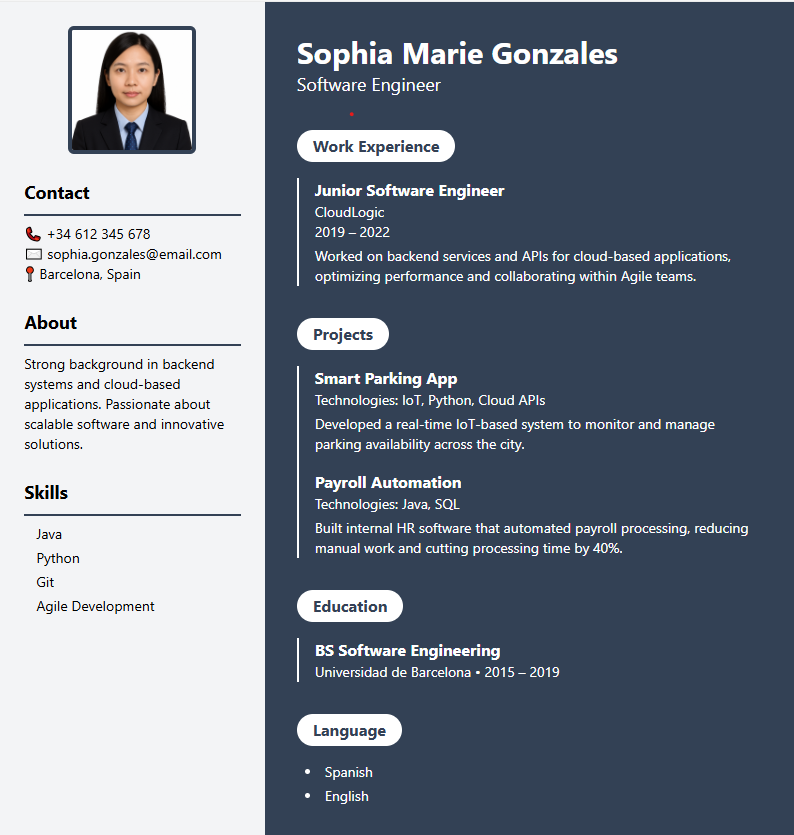 Contact
+34 612 345 678
sophia.gonzales@email.com
Barcelona, Spain
About
Strong background in backend
systems and cloud-based
applications. Passionate about
scalable software and innovative
solutions.
Skills
Java
Python
Git
Agile Development
Sophia Marie Gonzales
Software Engineer
Work Experience
Junior Software Engineer
CloudLogic
2019 – 2022
Worked on backend services and APIs for cloud-based applications,
optimizing performance and collaborating within Agile teams.
Projects
Smart Parking App
Technologies: IoT, Python, Cloud APIs
Developed a real-time IoT-based system to monitor and manage
parking availability across the city.
Payroll Automation
Technologies: Java, SQL
Built internal HR software that automated payroll processing, reducing
manual work and cutting processing time by 40%.
Education
BS Software Engineering
Universidad de Barcelona • 2015 – 2019
Language
• Spanish
• English